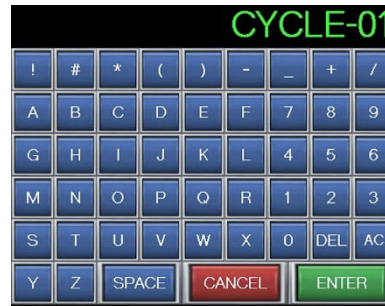 CYCLE-01
! # * ( ) - _ + /
A B C D E F 7 8 9
G H I J K L 4 5 6
M N O P Q R 1 2 3
S T U V W X 0 DEL AC
Y Z SPACE CANCEL ENTER